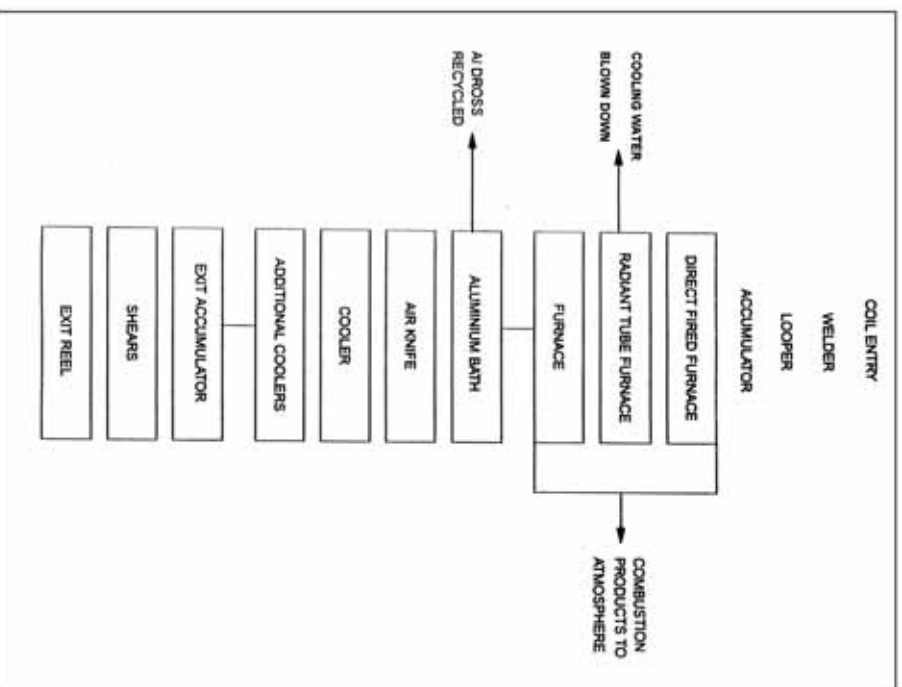 COIL ENTRY
WELDER
LOOPER
ACCUMULATOR
DIRECT FIRED FURNACE
RADIANT TUBE FURNACE
FURNACE
COOLING WATER
BLOWN DOWN
COMBUSTION
PRODUCTS TO
ATMOSPHERE
ALUMINIUM BATH
Al DROSS
RECYCLED
AIR KNIFE
COOLER
ADDITIONAL COOLERS
EXIT ACCUMULATOR
SHEARS
EXIT REEL